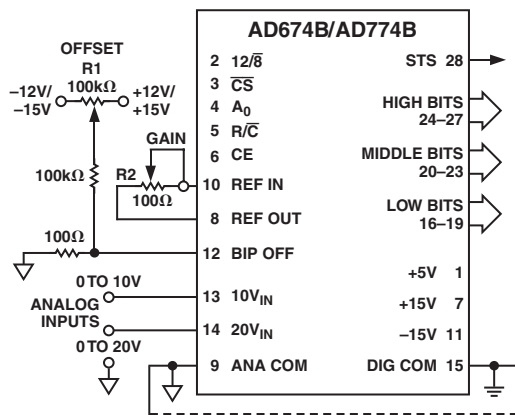 AD674B/AD774B
OFFSET
R1
100kΩ
–12V/
–15V
+12V/
+15V
100kΩ
GAIN
R2
100Ω
100Ω
2 12/8̅
3 C̅S̅
4 A₀
5 R/C̅
6 CE
10 REF IN
8 REF OUT
12 BIP OFF
0 TO 10V
ANALOG
INPUTS
0 TO 20V
13 10VIN
14 20VIN
9 ANA COM
STS 28
HIGH BITS
24–27
MIDDLE BITS
20–23
LOW BITS
16–19
+5V 1
+15V 7
–15V 11
DIG COM 15